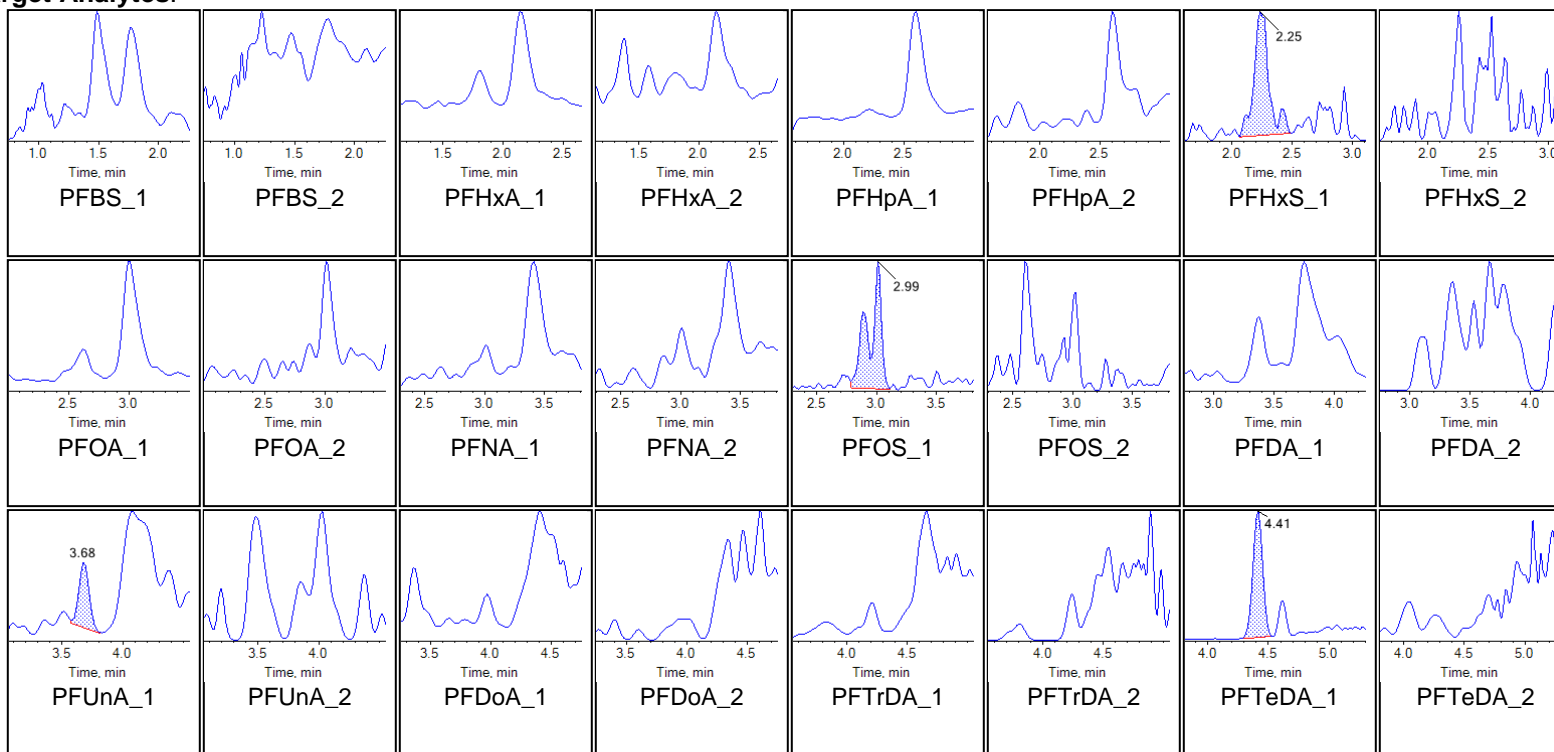 rget Analytes:
2.25
1.0 1.5 2.0 1.0 1.5 2.0 1.5 2.0 2.5 1.5 2.0 2.5 2.0 2.5 3.0 2.0 2.5 3.0 2.0 2.5 3.0 2.0 2.5 3.0
Time, min Time, min Time, min Time, min Time, min Time, min Time, min Time, min
PFBS_1 PFBS_2 PFHxA_1 PFHxA_2 PFHpA_1 PFHpA_2 PFHxS_1 PFHxS_2
2.99
2.5 3.0 2.5 3.0 2.5 3.0 3.5 2.5 3.0 3.5 2.5 3.0 3.5 2.5 3.0 3.5 3.0 3.5 4.0 3.0 3.5 4.0
Time, min Time, min Time, min Time, min Time, min Time, min Time, min Time, min
PFOA_1 PFOA_2 PFNA_1 PFNA_2 PFOS_1 PFOS_2 PFDA_1 PFDA_2
3.68 4.41
3.5 4.0 3.5 4.0 3.5 4.0 4.5 3.5 4.0 4.5 4.0 4.5 4.0 4.5 4.0 4.5 5.0 4.0 4.5 5.0
Time, min Time, min Time, min Time, min Time, min Time, min Time, min Time, min
PFUnA_1 PFUnA_2 PFDoA_1 PFDoA_2 PFTrDA_1 PFTrDA_2 PFTeDA_1 PFTeDA_2